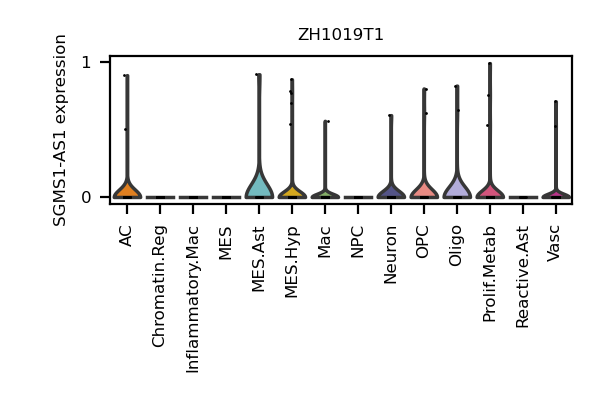 ZH1019T1
SGMS1-AS1 expression
1
0
AC
Chromatin.Reg
Inflammatory.Mac
MES
MES.Ast
MES.Hyp
Mac
NPC
Neuron
OPC
Oligo
Prolif.Metab
Reactive.Ast
Vasc